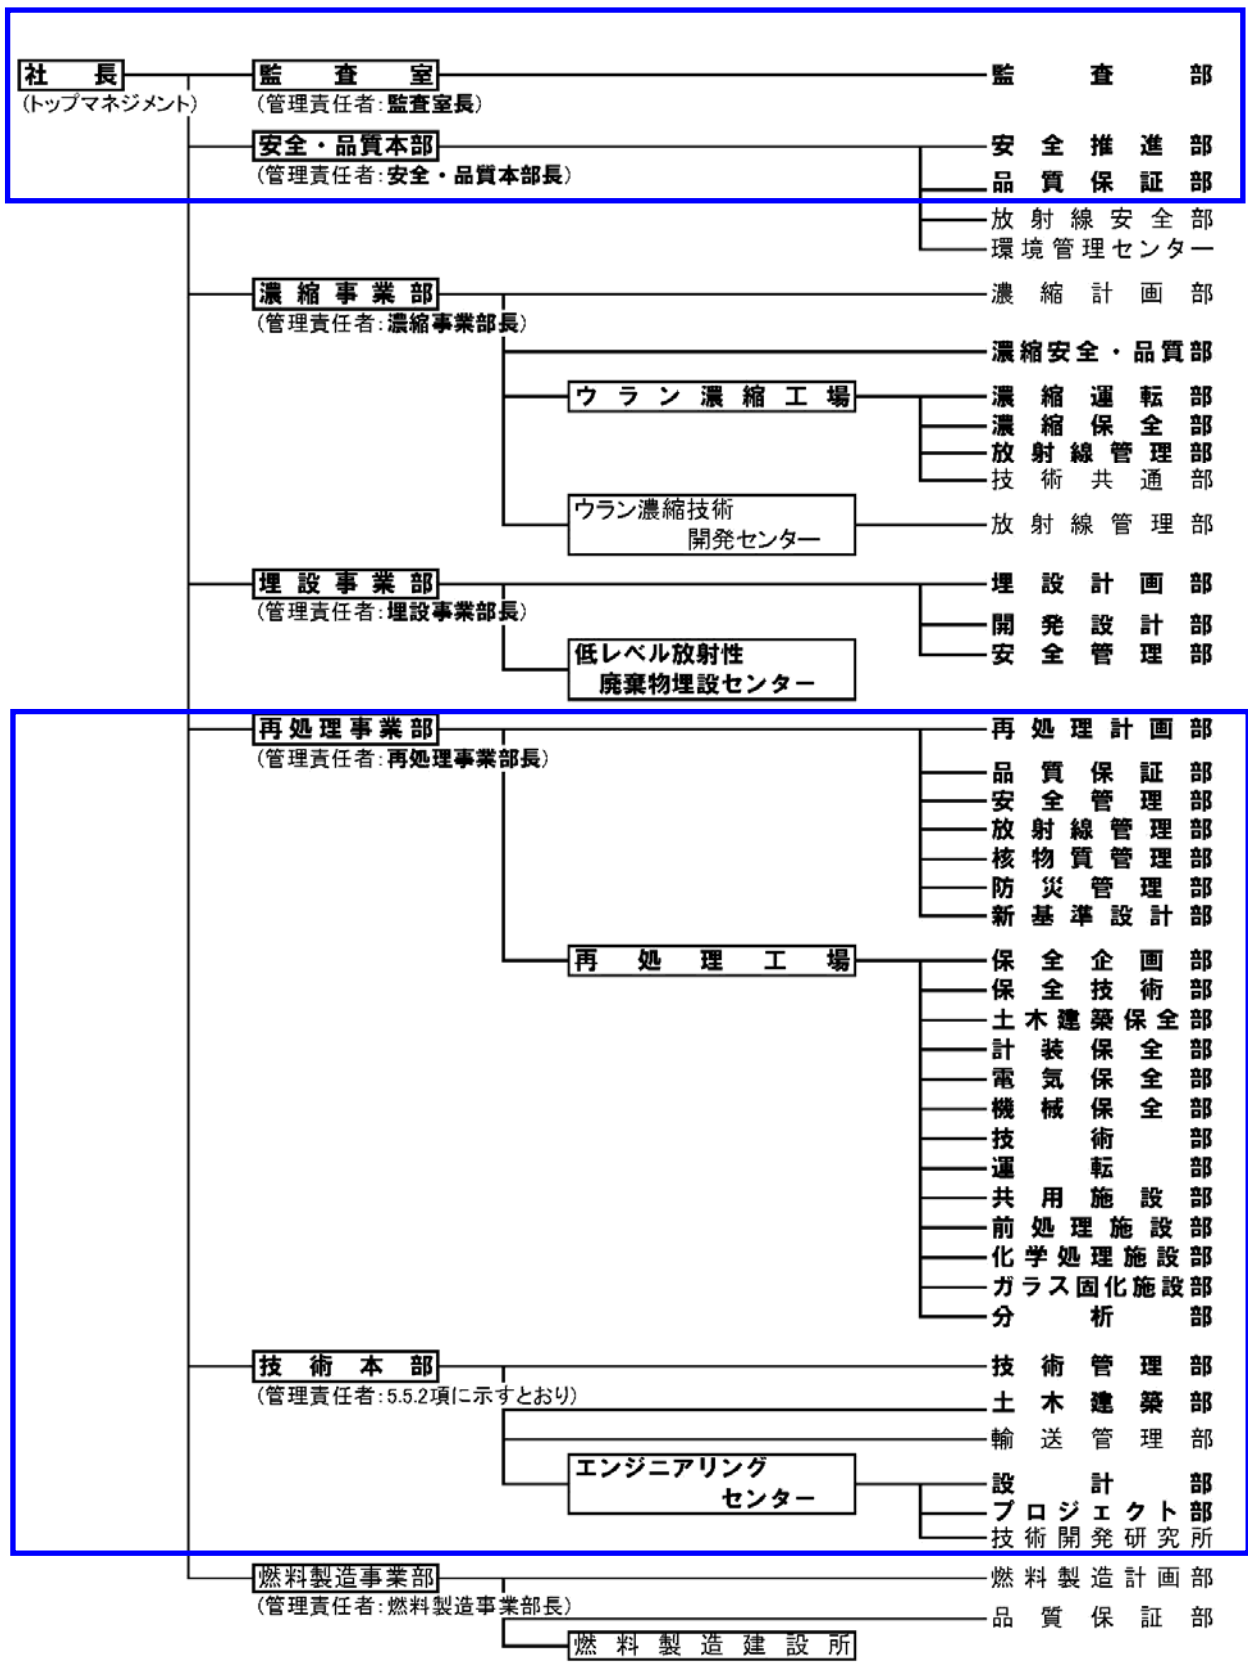 社長 監査室 監査部
(トップマネジメント) (管理責任者:監査室長)
安全・品質本部 安全推進部
(管理責任者:安全・品質本部長) 品質保証部
放射線安全部
環境管理センター
濃縮事業部 濃縮計画部
(管理責任者:濃縮事業部長)
濃縮安全・品質部
ウラン濃縮工場 濃縮運転部
濃縮保全部
放射線管理部
技術共通部
ウラン濃縮技術
開発センター 放射線管理部
埋設事業部 埋設計画部
(管理責任者:埋設事業部長) 開発設計部
低レベル放射性 安全管理部
廃棄物埋設センター
再処理事業部 再処理計画部
(管理責任者:再処理事業部長) 品質保証部
安全管理部
放射線管理部
核物質管理部
防災管理部
新基準設計部
再処理工場 保全企画部
保全技術部
土木建築保全部
計装保全部
電気保全部
機械保全部
技術部
運転部
共用施設部
前処理施設部
化学処理施設部
ガラス固化施設部
分析部
技術本部 技術管理部
(管理責任者:5.5.2項に示すとおり) 土木建築部
輸送管理部
エンジニアリング
センター 設計部
プロジェクト部
技術開発研究所
燃料製造事業部 燃料製造計画部
(管理責任者:燃料製造事業部長) 品質保証部
燃料製造建設所